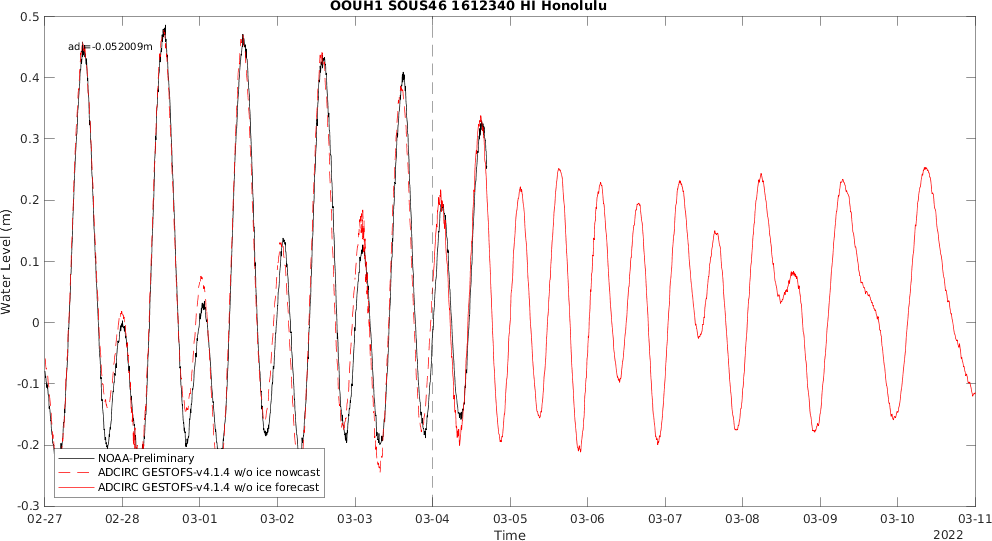 OOUH1 SOUS46 1612340 HI Honolulu
adj=-0.052009m
Water Level (m)
0.5
0.4
0.3
0.2
0.1
0
-0.1
-0.2
-0.3
NOAA-Preliminary
ADCIRC GESTOFS-v4.1.4 w/o ice nowcast
ADCIRC GESTOFS-v4.1.4 w/o ice forecast
02-27 02-28 03-01 03-02 03-03 03-04 03-05 03-06 03-07 03-08 03-09 03-10 03-11
Time
2022